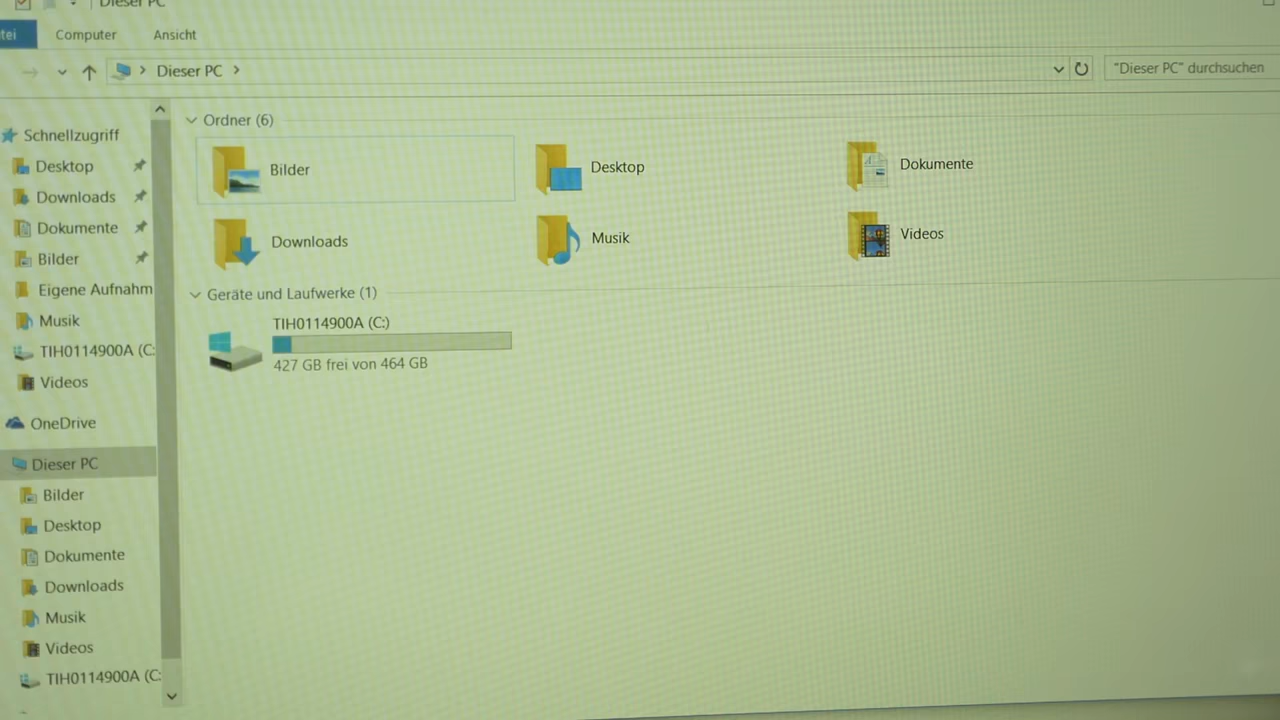 Dieser PC
tei
Computer
Ansicht
Dieser PC
"Dieser PC" durchsuchen
Schnellzugriff
Desktop
Downloads
Dokumente
Bilder
Eigene Aufnahm
Musik
TIH0114900A (C:
Videos
OneDrive
Dieser PC
Bilder
Desktop
Dokumente
Downloads
Musik
Videos
TIH0114900A (C:
Ordner (6)
Bilder
Desktop
Dokumente
Downloads
Musik
Videos
Geräte und Laufwerke (1)
TIH0114900A (C:)
427 GB frei von 464 GB